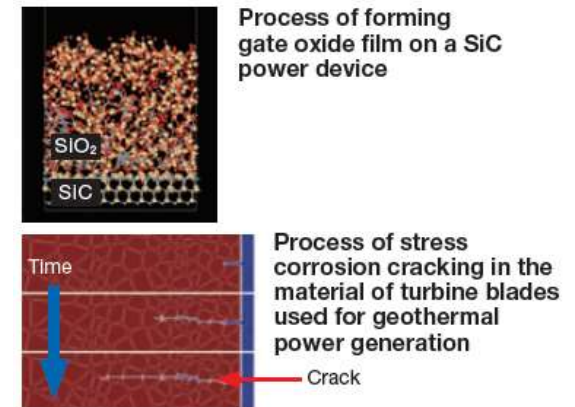 Process of forming
gate oxide film on a SiC
power device
SiO₂
SiC
Process of stress
corrosion cracking in the
material of turbine blades
used for geothermal
power generation
Time
Crack